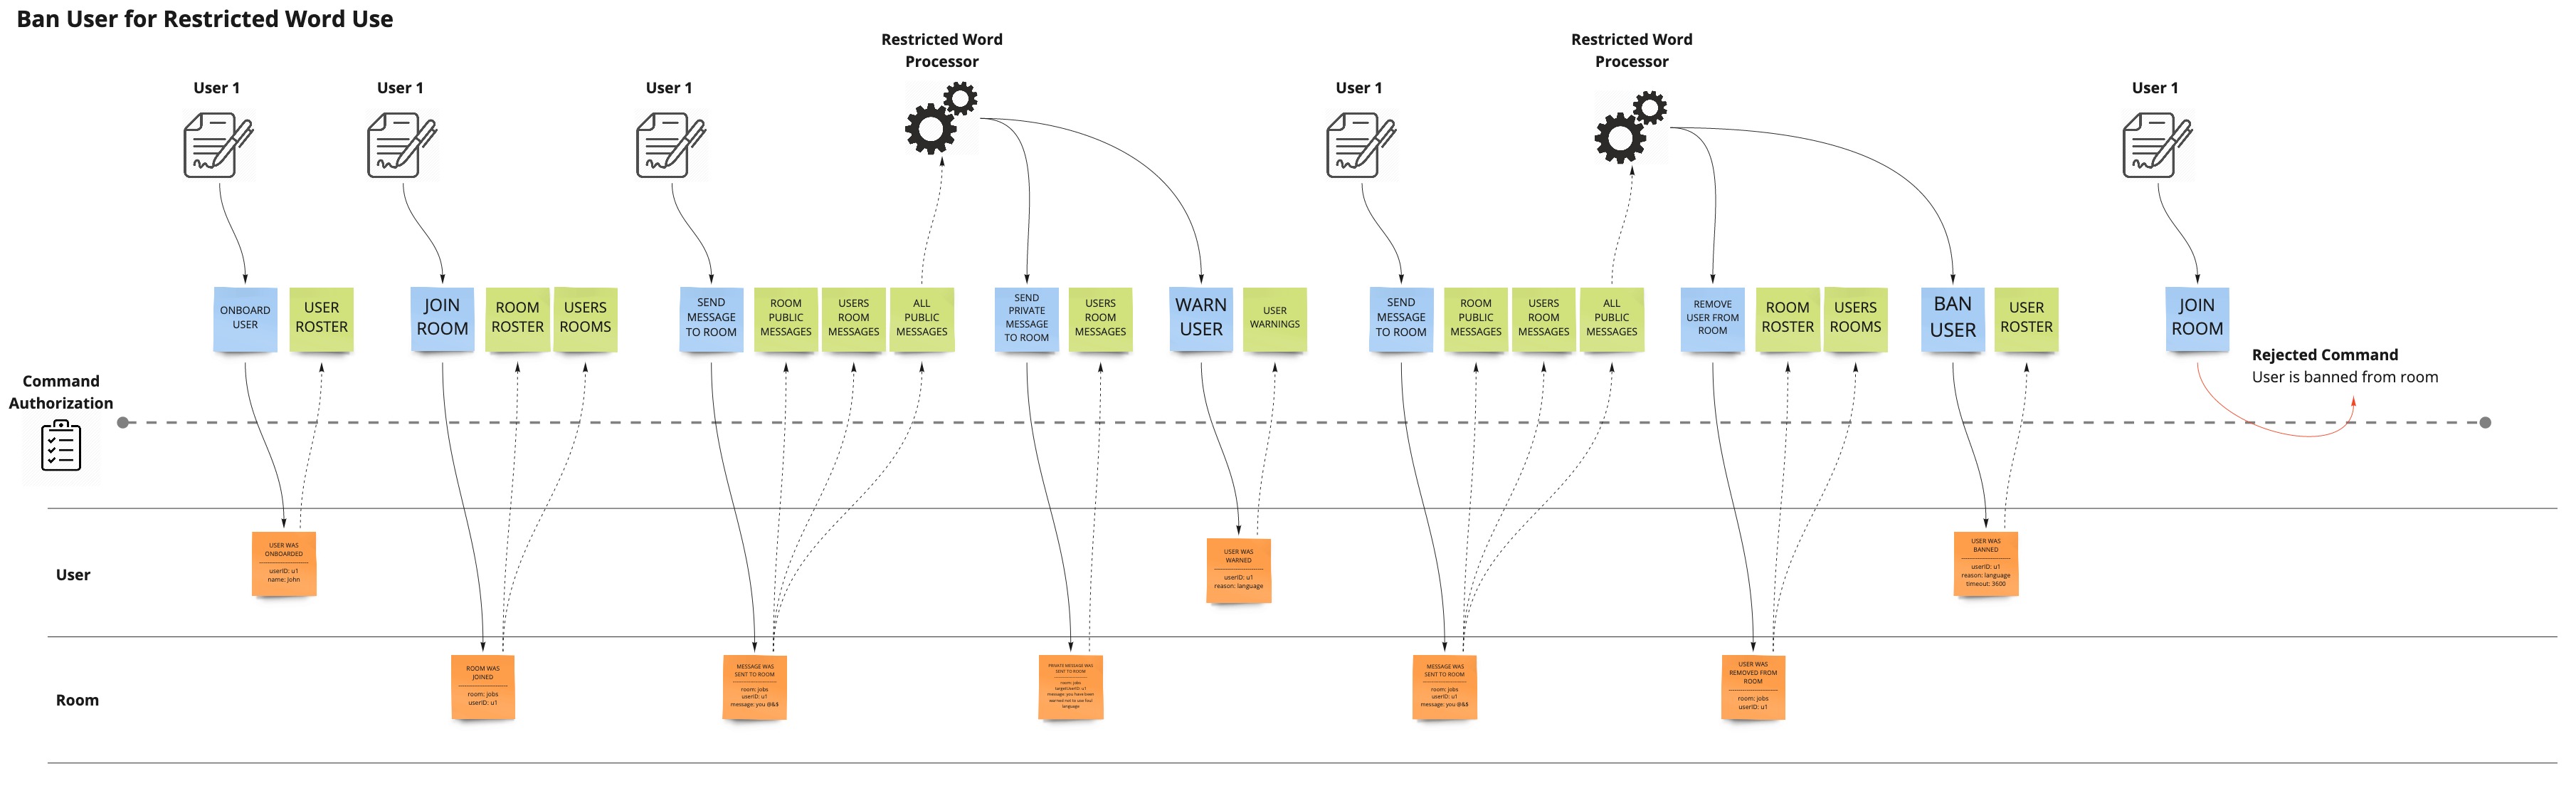 Ban User for Restricted Word Use
Restricted Word
Processor
Restricted Word
Processor
User 1
User 1
User 1
User 1
User 1
ONBOARD
USER
USER
ROSTER
JOIN
ROOM
ROOM
ROSTER
USERS
ROOMS
SEND
MESSAGE
TO ROOM
ROOM
PUBLIC
MESSAGES
USERS
ROOM
MESSAGES
ALL
PUBLIC
MESSAGES
SEND
PRIVATE
MESSAGE
TO ROOM
USERS
ROOM
MESSAGES
WARN
USER
USER
WARNINGS
SEND
MESSAGE
TO ROOM
ROOM
PUBLIC
MESSAGES
USERS
ROOM
MESSAGES
ALL
PUBLIC
MESSAGES
REMOVE
USER FROM
ROOM
ROOM
ROSTER
USERS
ROOMS
BAN
USER
USER
ROSTER
JOIN
ROOM
Rejected Command
User is banned from room
Command
Authorization
User
USER WAS
ONBOARDED
userID: u1
name: john
USER WAS
WARNED
userID: u1
reason: language
USER WAS
BANNED
userID: u1
reason: language
timeout: 3600
Room
ROOM WAS
JOINED
room: jobs
userID: u1
MESSAGE WAS
SENT TO ROOM
room: jobs
userID: u1
message: you @&$
PRIVATE MESSAGE WAS
SENT TO ROOM
room: jobs
targetUserID: u1
message: you have been
warned not to use foul
language
MESSAGE WAS
SENT TO ROOM
room: jobs
userID: u1
message: you @&$
USER WAS
REMOVED FROM
ROOM
room: jobs
userID: u1